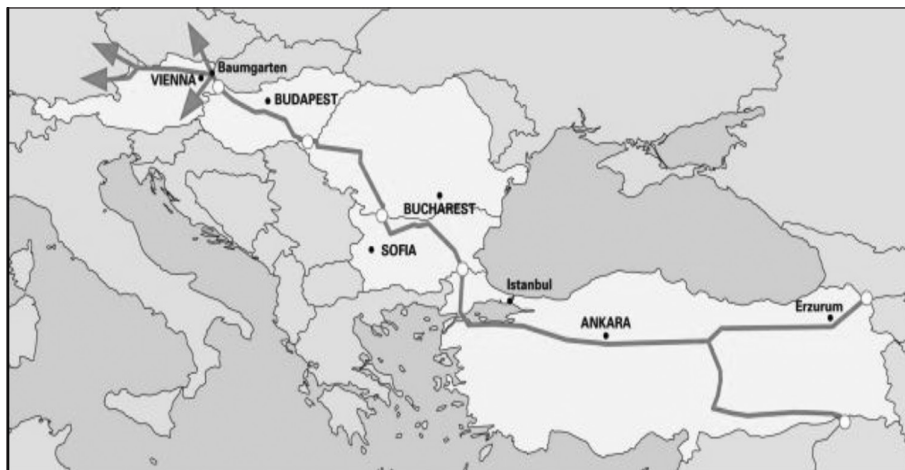 Baumgarten
VIENNA
BUDAPEST
BUCHAREST
SOFIA
Istanbul
Erzurum
ANKARA